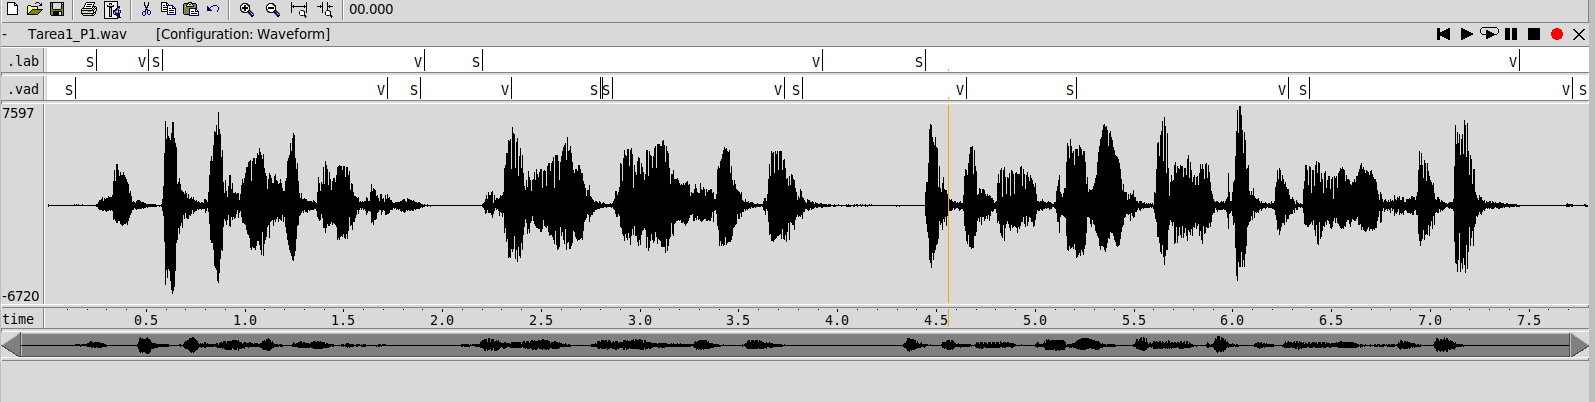 00.000
- Tarea1_P1.wav [Configuration: Waveform]
.lab S V S V S V S V
.vad S V S V S S V S V S V S V S
7597
-6720
time 0.5 1.0 1.5 2.0 2.5 3.0 3.5 4.0 4.5 5.0 5.5 6.0 6.5 7.0 7.5